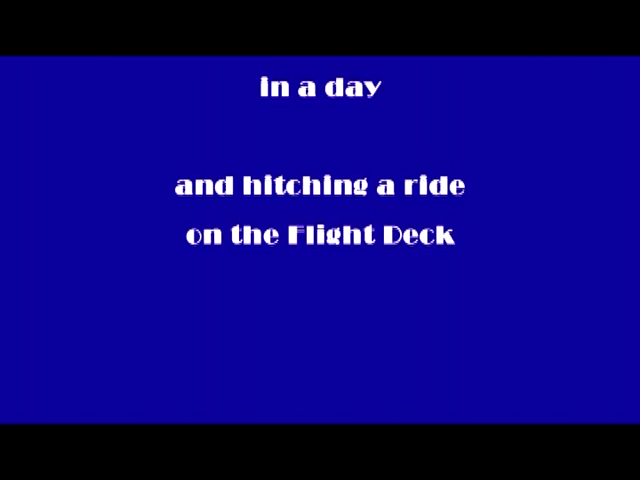 in a day
and hitching a ride
on the Flight Deck